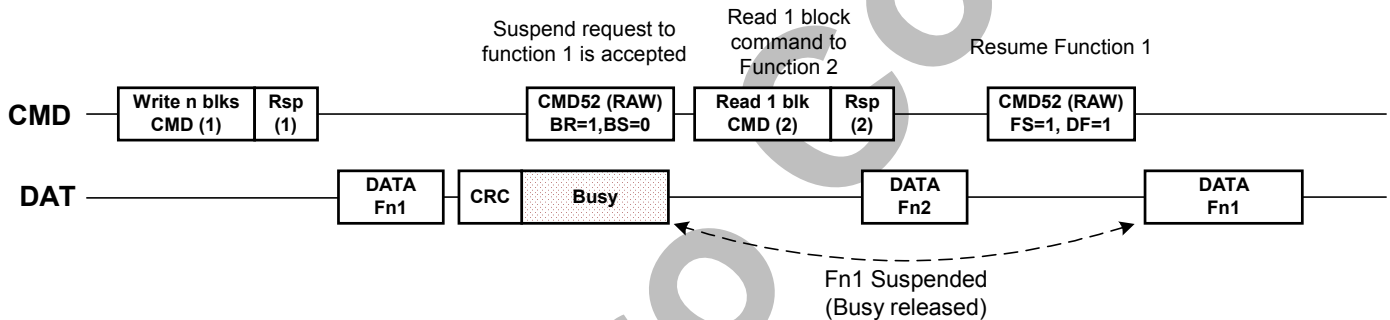 Suspend request to
function 1 is accepted
Read 1 block
command to
Function 2
Resume Function 1
CMD
Write n blks
CMD (1)
Rsp
(1)
CMD52 (RAW)
BR=1,BS=0
Read 1 blk
CMD (2)
Rsp
(2)
CMD52 (RAW)
FS=1, DF=1
DAT
DATA
Fn1
CRC
Busy
DATA
Fn2
DATA
Fn1
Fn1 Suspended
(Busy released)